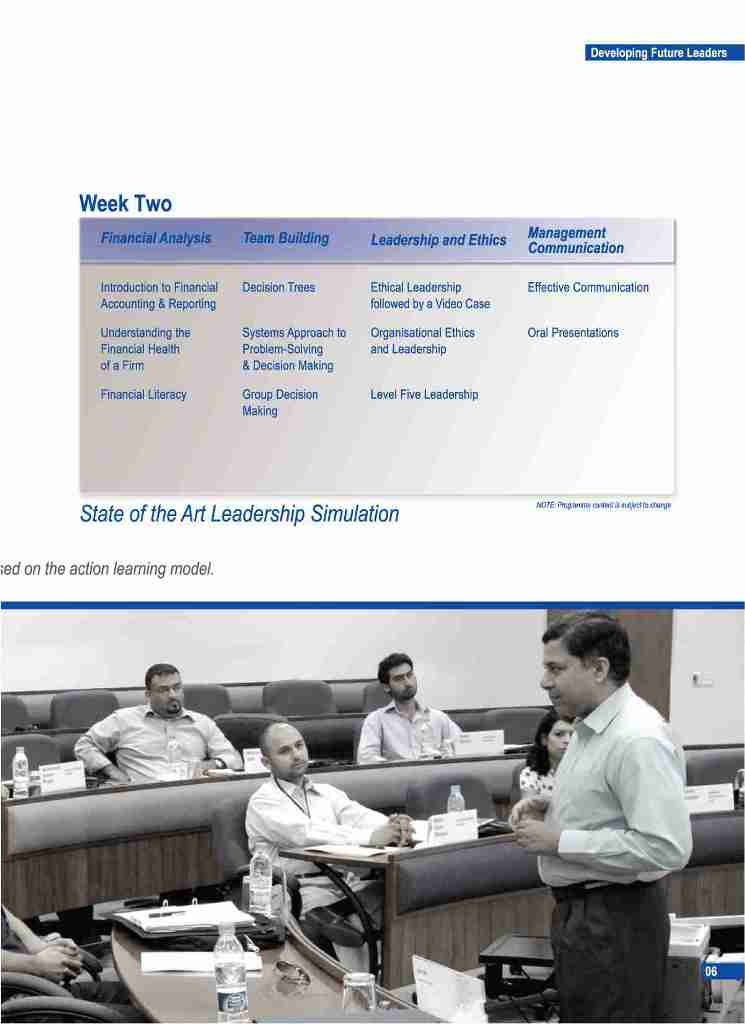 Developing Future Leaders
Week Two
Financial Analysis
Team Building
Leadership and Ethics
Management
Communication
Introduction to Financial
Accounting & Reporting
Decision Trees
Ethical Leadership
followed by a Video Case
Effective Communication
Understanding the
Financial Health
of a Firm
Systems Approach to
Problem-Solving
& Decision Making
Organisational Ethics
and Leadership
Oral Presentations
Financial Literacy
Group Decision
Making
Level Five Leadership
State of the Art Leadership Simulation
NOTE: Programme content is subject to change
sed on the action learning model.
06